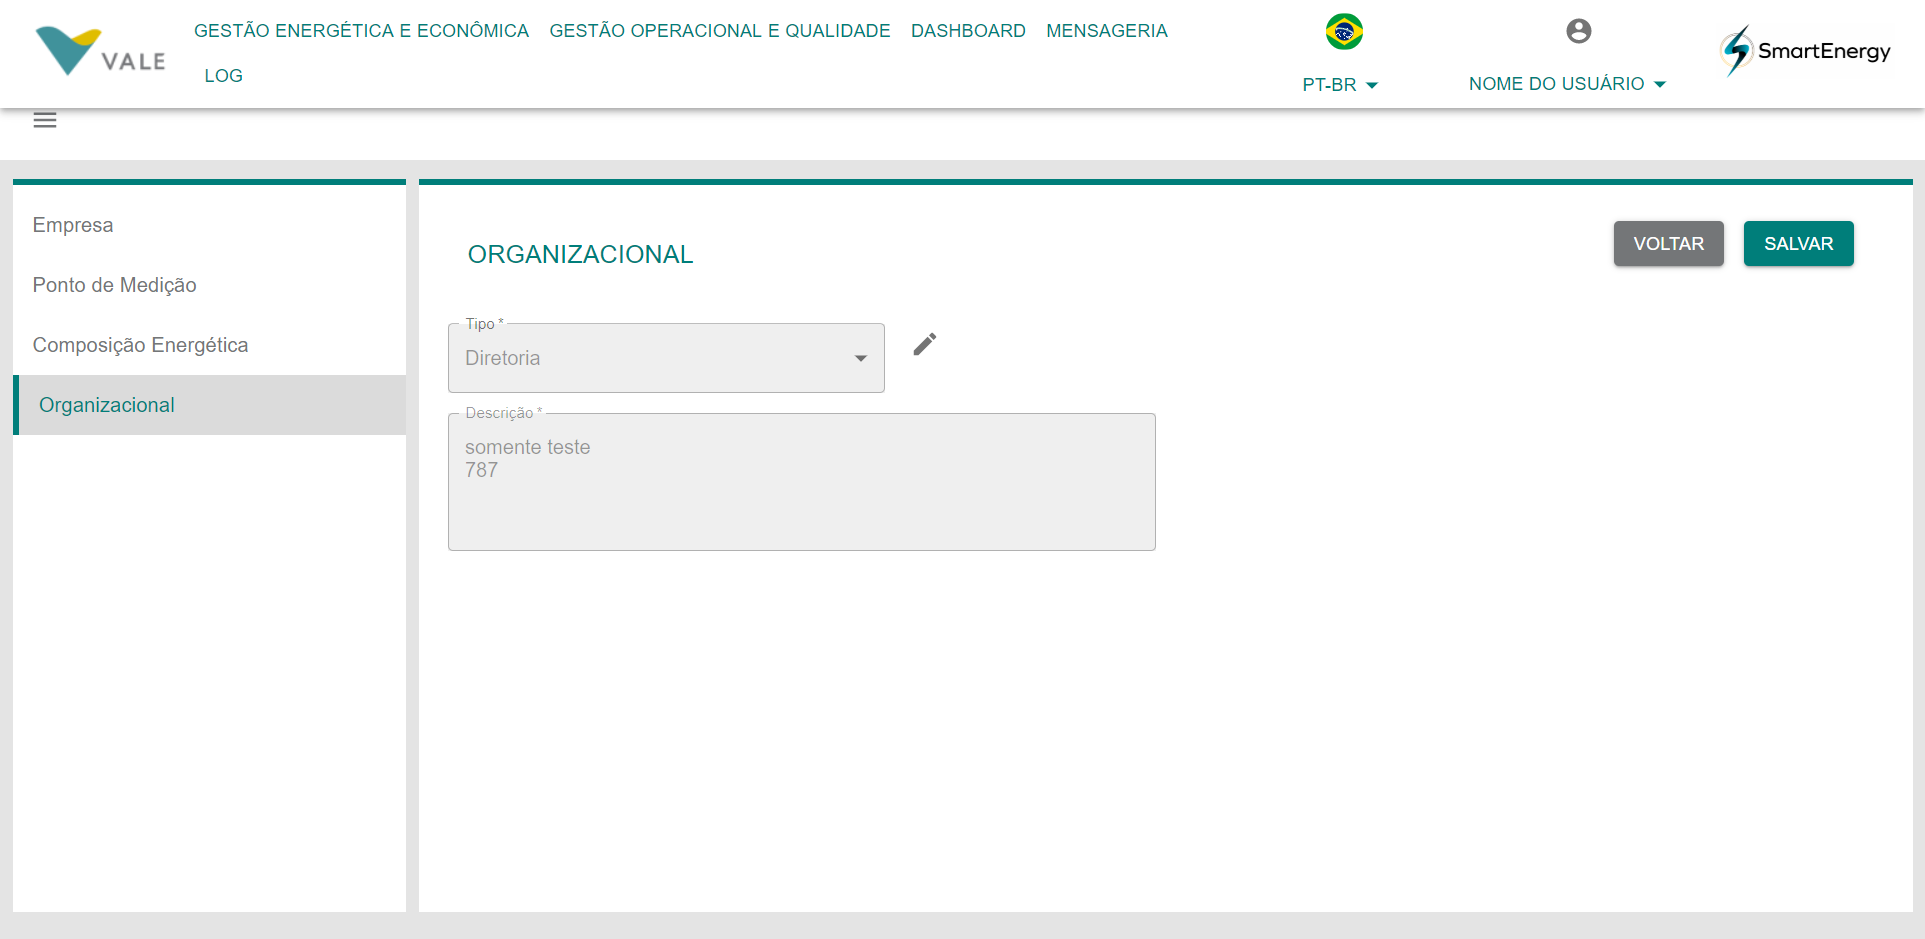 VALE
GESTÃO ENERGÉTICA E ECONÔMICA
GESTÃO OPERACIONAL E QUALIDADE
DASHBOARD
MENSAGERIA
LOG
PT-BR
NOME DO USUÁRIO
SmartEnergy
Empresa
Ponto de Medição
Composição Energética
Organizacional
ORGANIZACIONAL
VOLTAR
SALVAR
Tipo *
Diretoria
Descrição *
somente teste
787